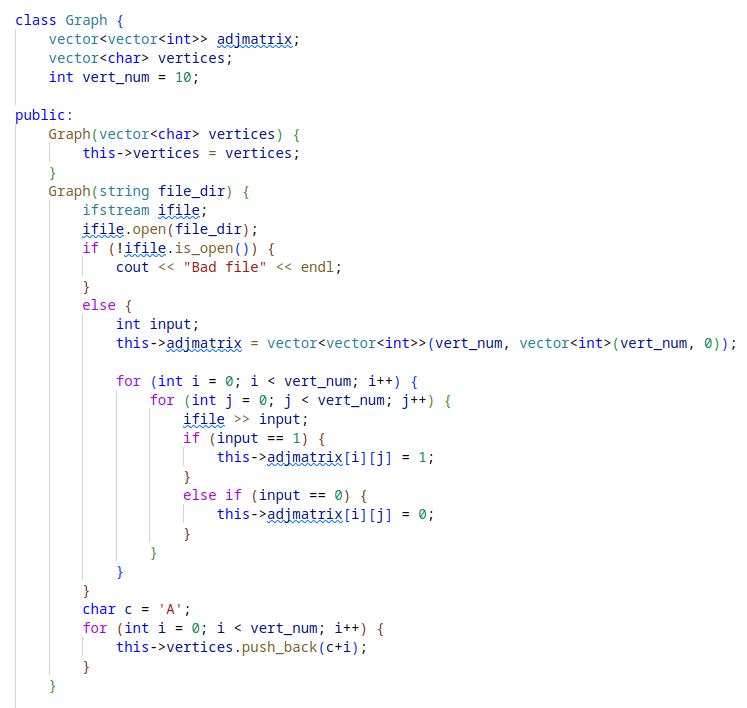 class Graph {
    vector<vector<int>> adjmatrix;
    vector<char> vertices;
    int vert_num = 10;

public:
    Graph(vector<char> vertices) {
        this->vertices = vertices;
    }
    Graph(string file_dir) {
        ifstream ifile;
        ifile.open(file_dir);
        if (!ifile.is_open()) {
            cout << "Bad file" << endl;
        }
        else {
            int input;
            this->adjmatrix = vector<vector<int>>(vert_num, vector<int>(vert_num, 0));

            for (int i = 0; i < vert_num; i++) {
                for (int j = 0; j < vert_num; j++) {
                    ifile >> input;
                    if (input == 1) {
                        this->adjmatrix[i][j] = 1;
                    }
                    else if (input == 0) {
                        this->adjmatrix[i][j] = 0;
                    }
                }
            }
        }
        char c = 'A';
        for (int i = 0; i < vert_num; i++) {
            this->vertices.push_back(c+i);
        }
    }